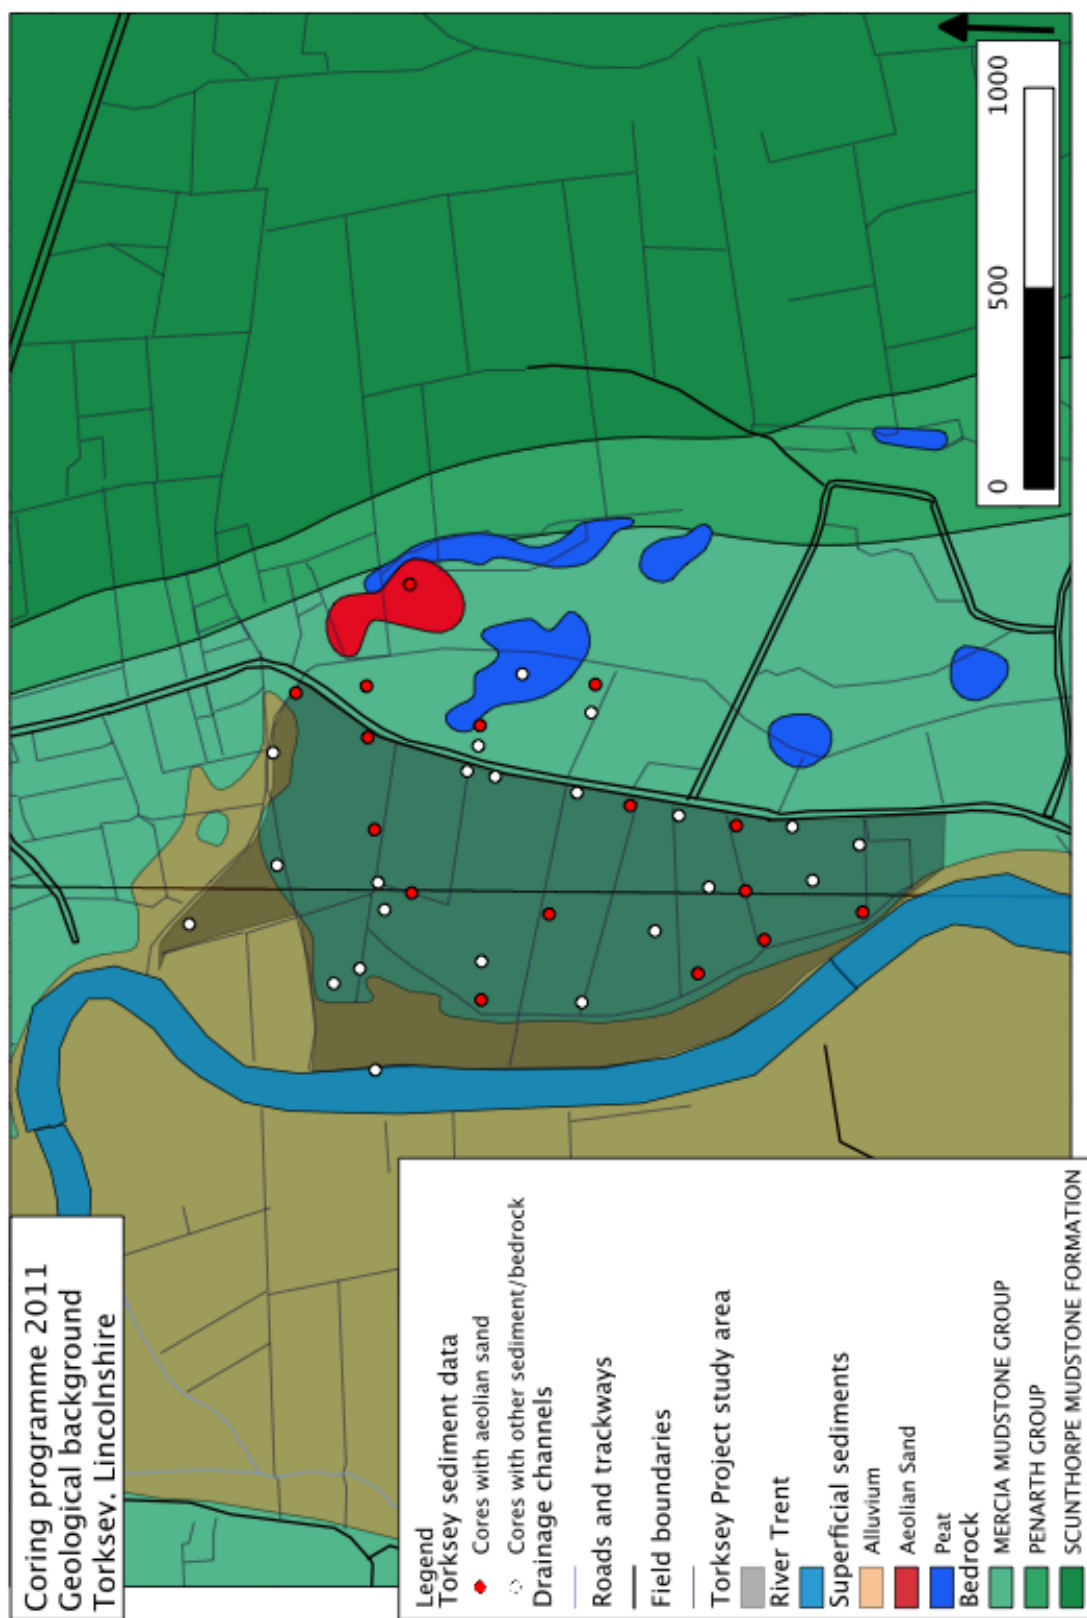 Coring programme 2011
Geological background
Torksey, Lincolnshire
Legend
Torksey sediment data
Cores with aeolian sand
Cores with other sediment/bedrock
Drainage channels
Roads and trackways
Field boundaries
Torksey Project study area
River Trent
Superficial sediments
Alluvium
Aeolian Sand
Peat
Bedrock
MERCIA MUDSTONE GROUP
PENARTH GROUP
SCUNTHORPE MUDSTONE FORMATION
0 500 1000